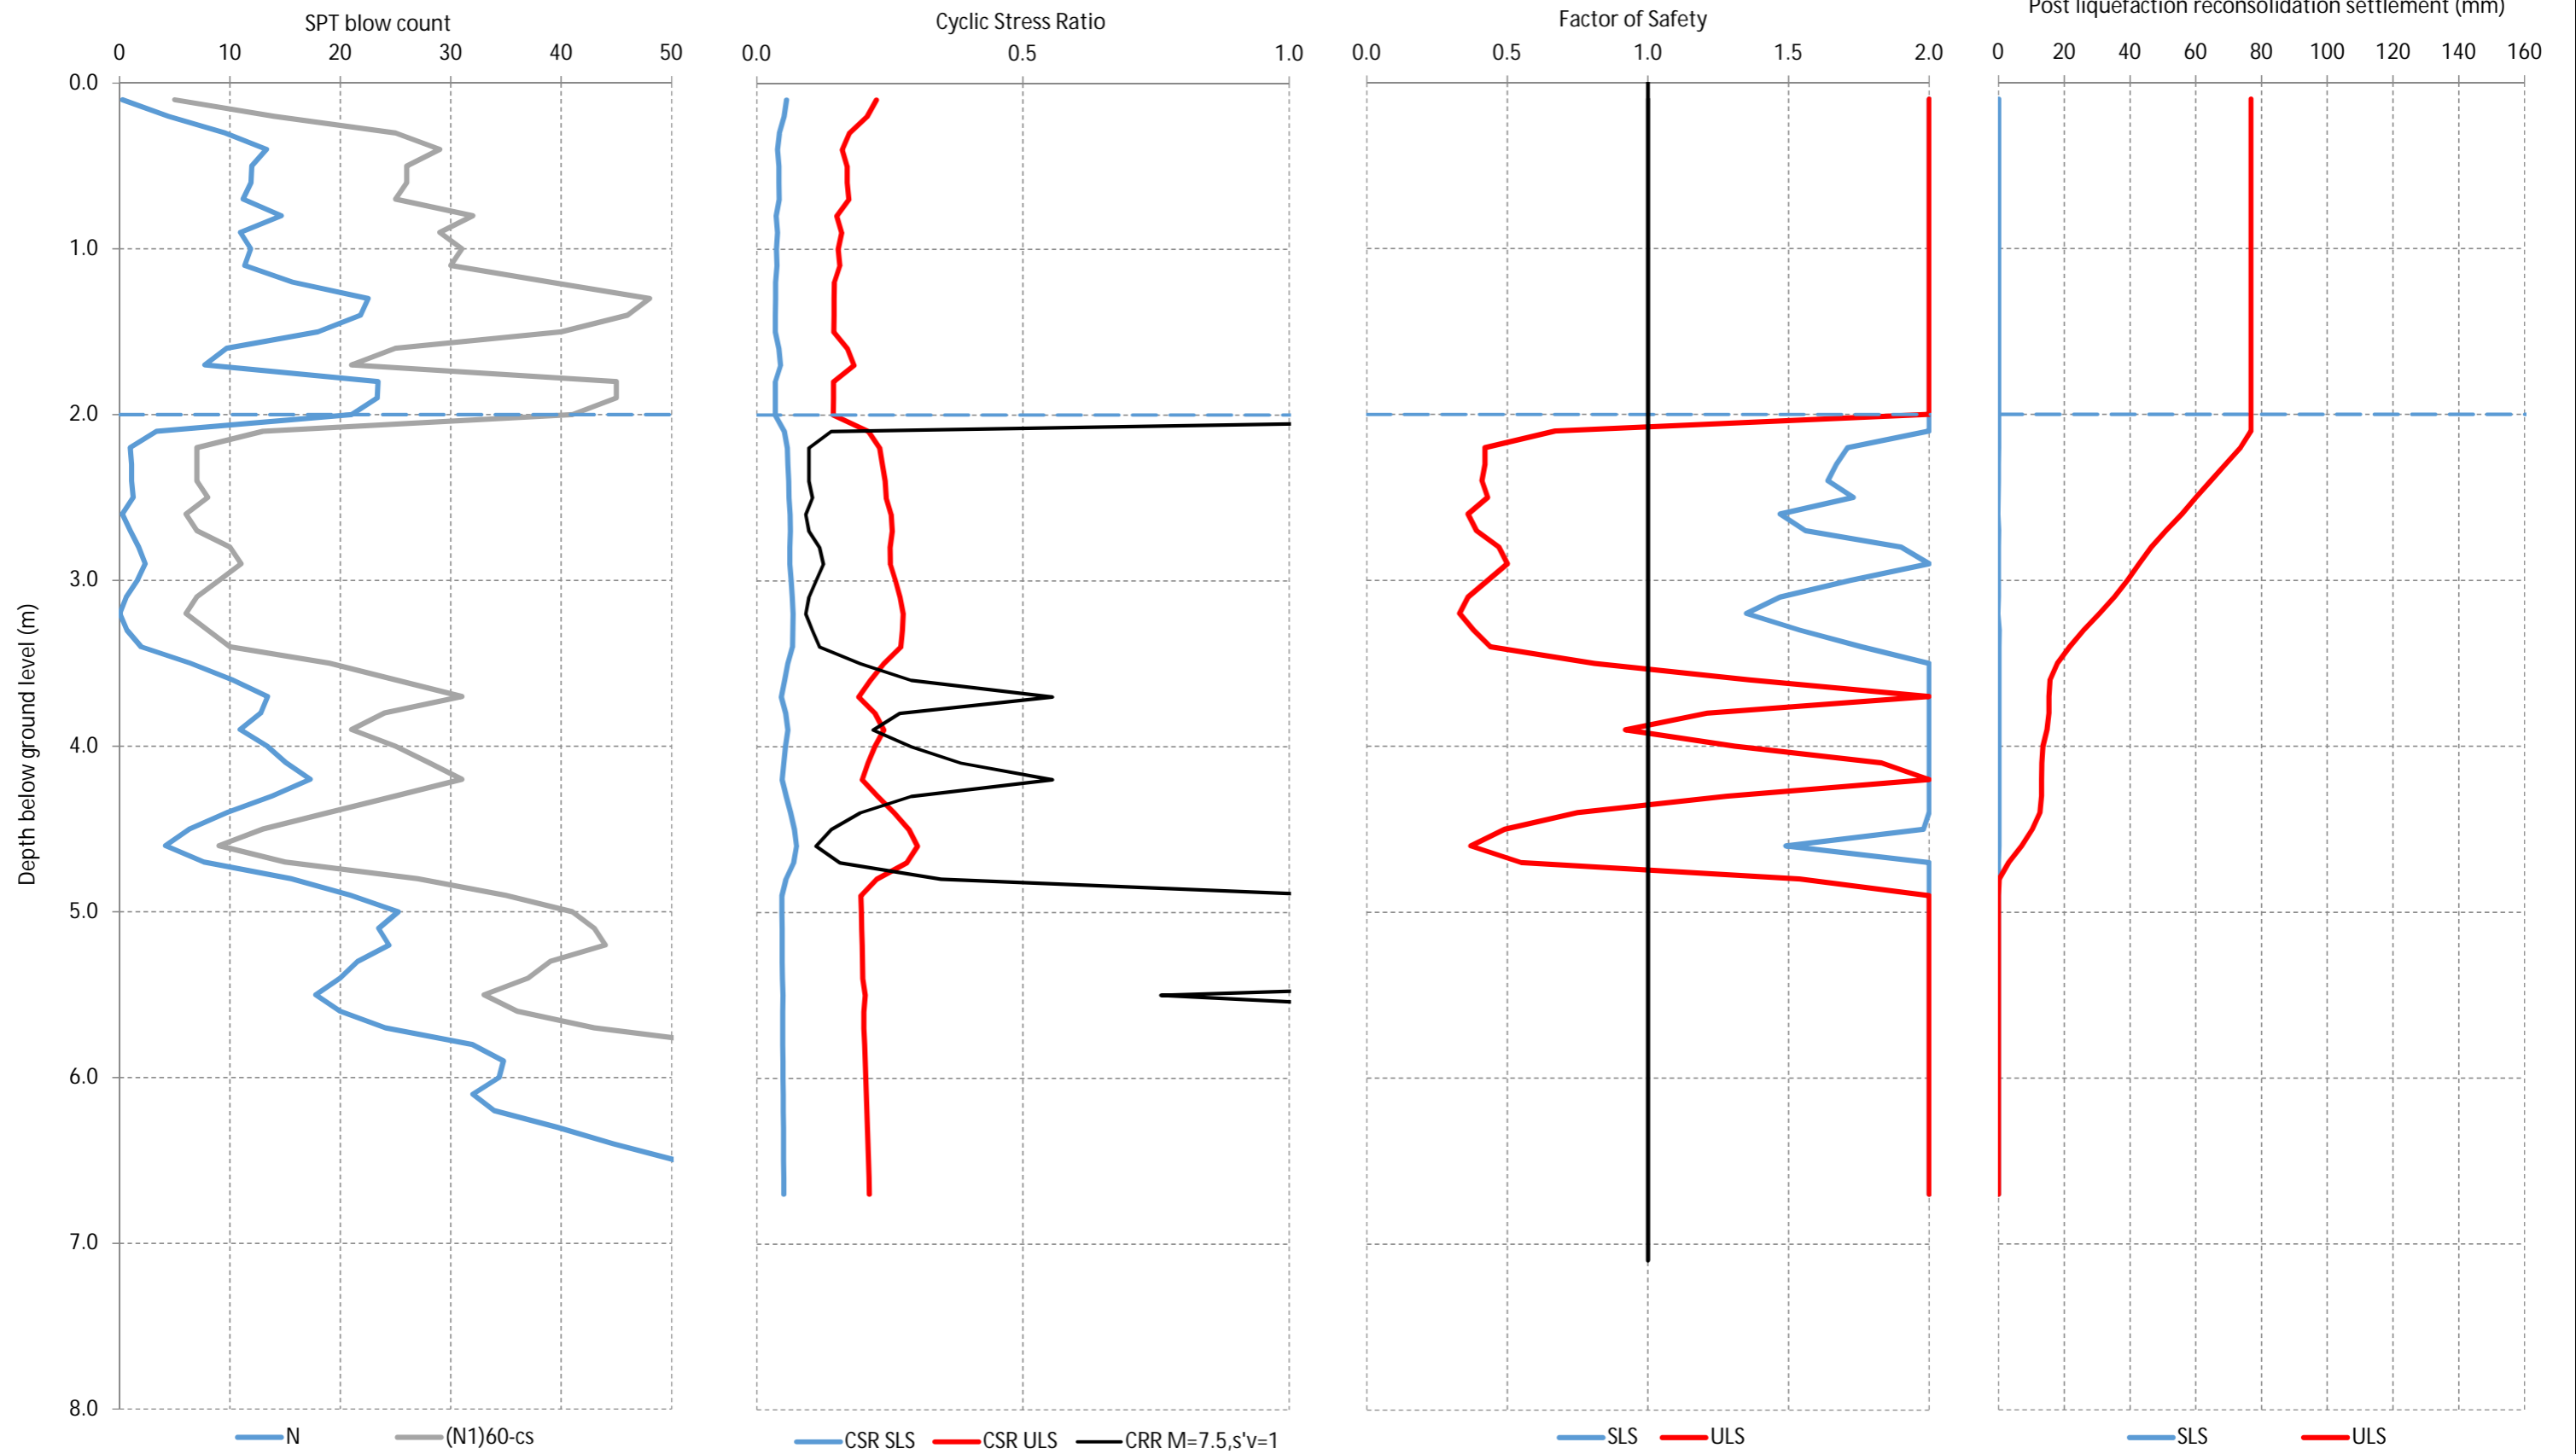 SPT blow count
0 10 20 30 40 50
Cyclic Stress Ratio
0.0 0.5 1.0
Factor of Safety
0.0 0.5 1.0 1.5 2.0
Post liquefaction reconsolidation settlement (mm)
0 20 40 60 80 100 120 140 160
Depth below ground level (m)
0.0
1.0
2.0
3.0
4.0
5.0
6.0
7.0
8.0
N (N1)60-cs
CSR SLS CSR ULS CRR M=7.5,s'v=1
SLS ULS
SLS ULS